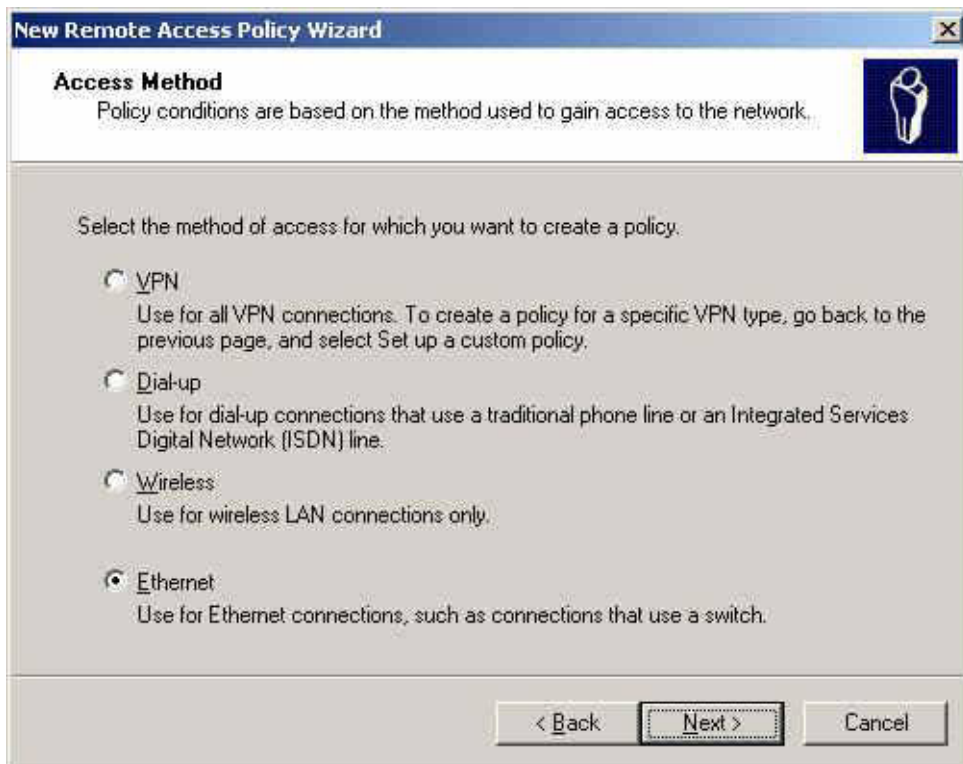 New Remote Access Policy Wizard
Access Method
Policy conditions are based on the method used to gain access to the network.
Select the method of access for which you want to create a policy.
VPN
Use for all VPN connections. To create a policy for a specific VPN type, go back to the
previous page, and select Set up a custom policy.
Dial-up
Use for dial-up connections that use a traditional phone line or an Integrated Services
Digital Network (ISDN) line.
Wireless
Use for wireless LAN connections only.
Ethernet
Use for Ethernet connections, such as connections that use a switch.
< Back
Next >
Cancel